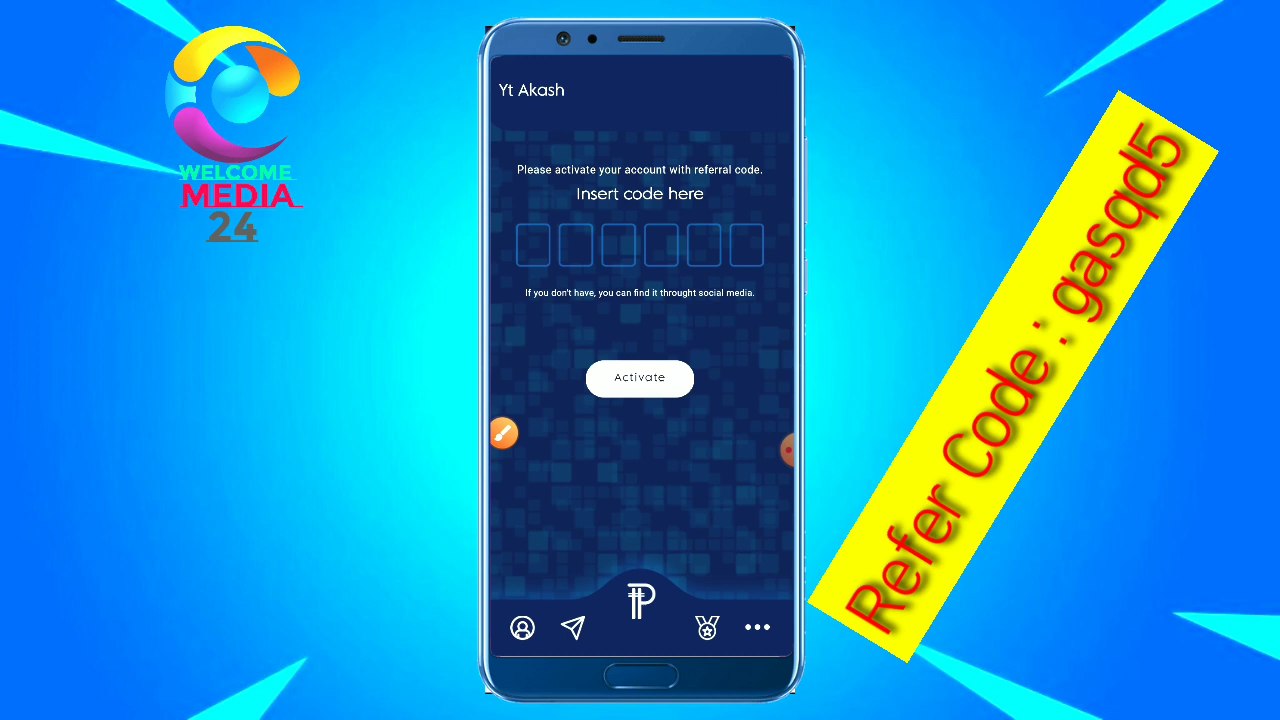 WELCOME
MEDIA
24
Yt Akash
Please activate your account with referral code.
Insert code here
If you don't have, you can find it throught social media.
Activate
Refer Code : gasqd5